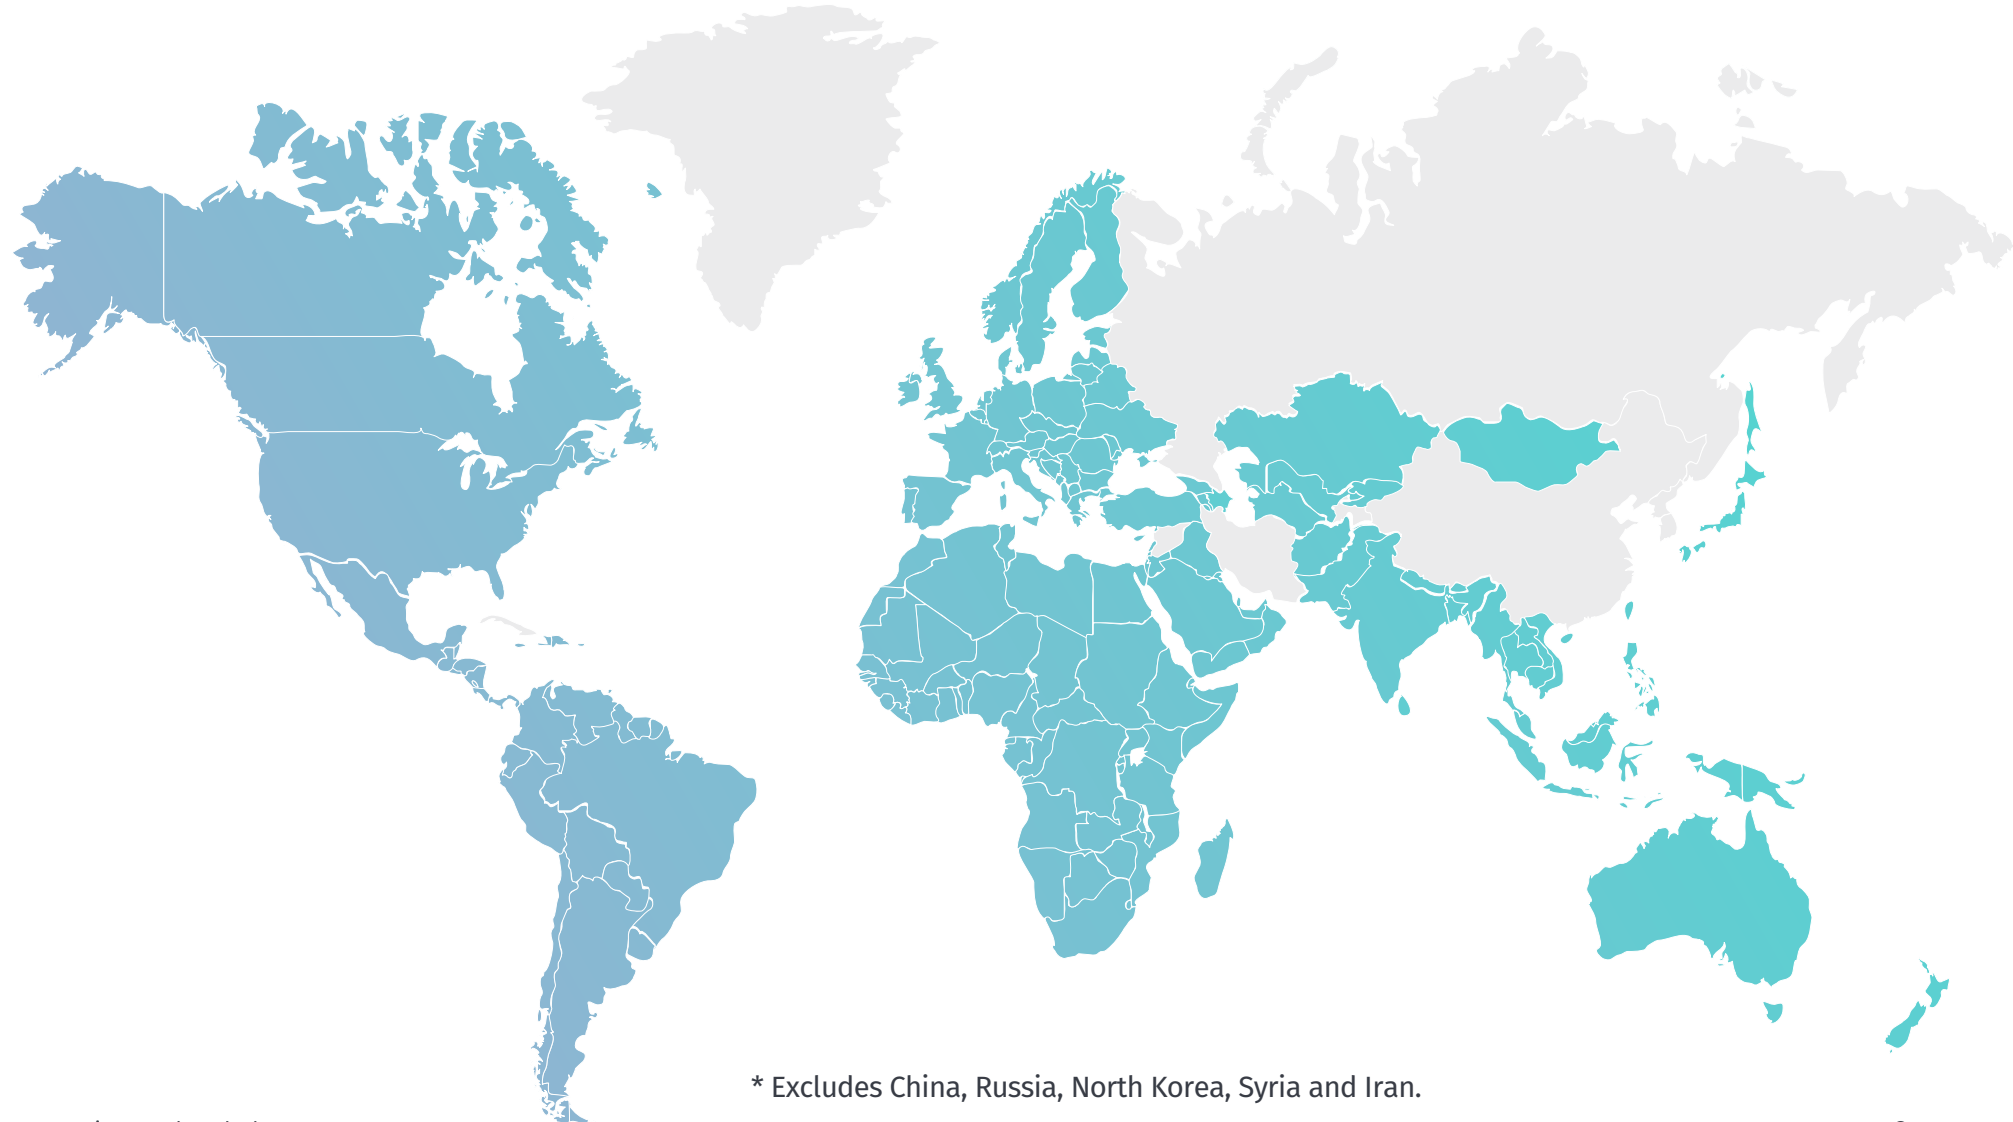 * Excludes China, Russia, North Korea, Syria and Iran.